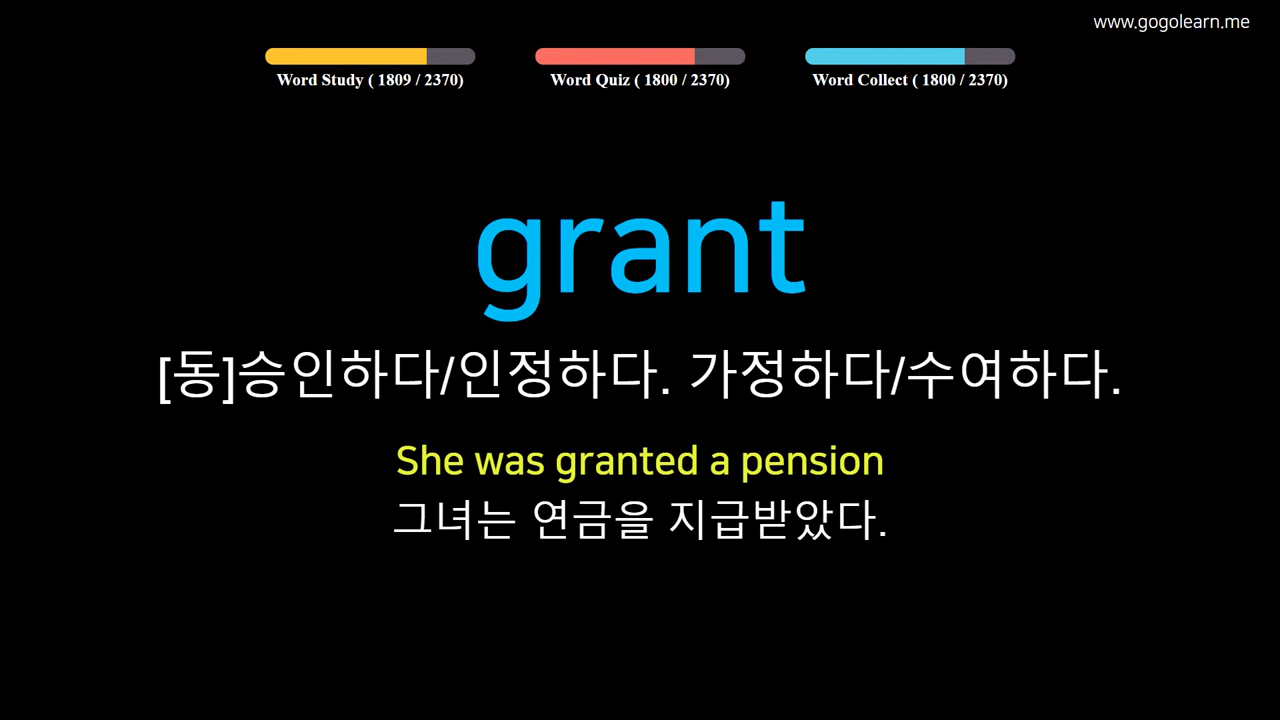 www.gogolearn.me
Word Study ( 1809 / 2370)
Word Quiz ( 1800 / 2370)
Word Collect ( 1800 / 2370)
grant
[동]승인하다/인정하다. 가정하다/수여하다.
She was granted a pension
그녀는 연금을 지급받았다.